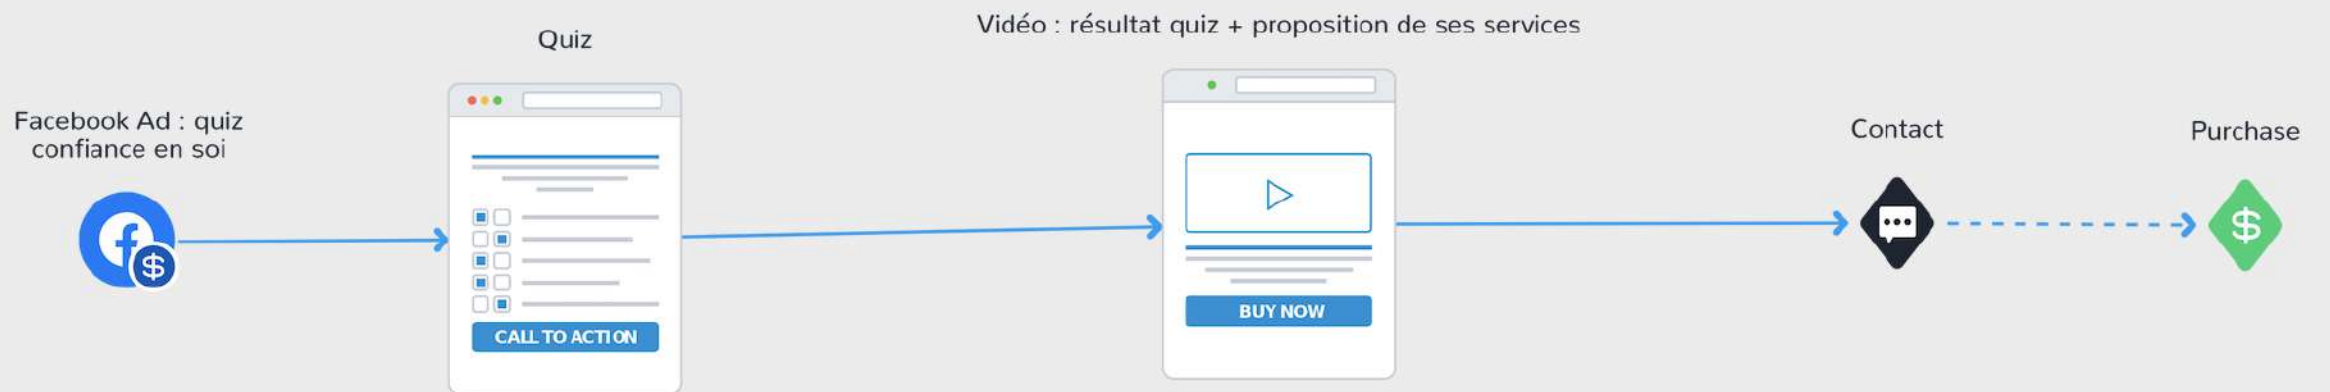 Facebook Ad : quiz
confiance en soi
Quiz
CALL TO ACTION
Vidéo : résultat quiz + proposition de ses services
BUY NOW
Contact
Purchase